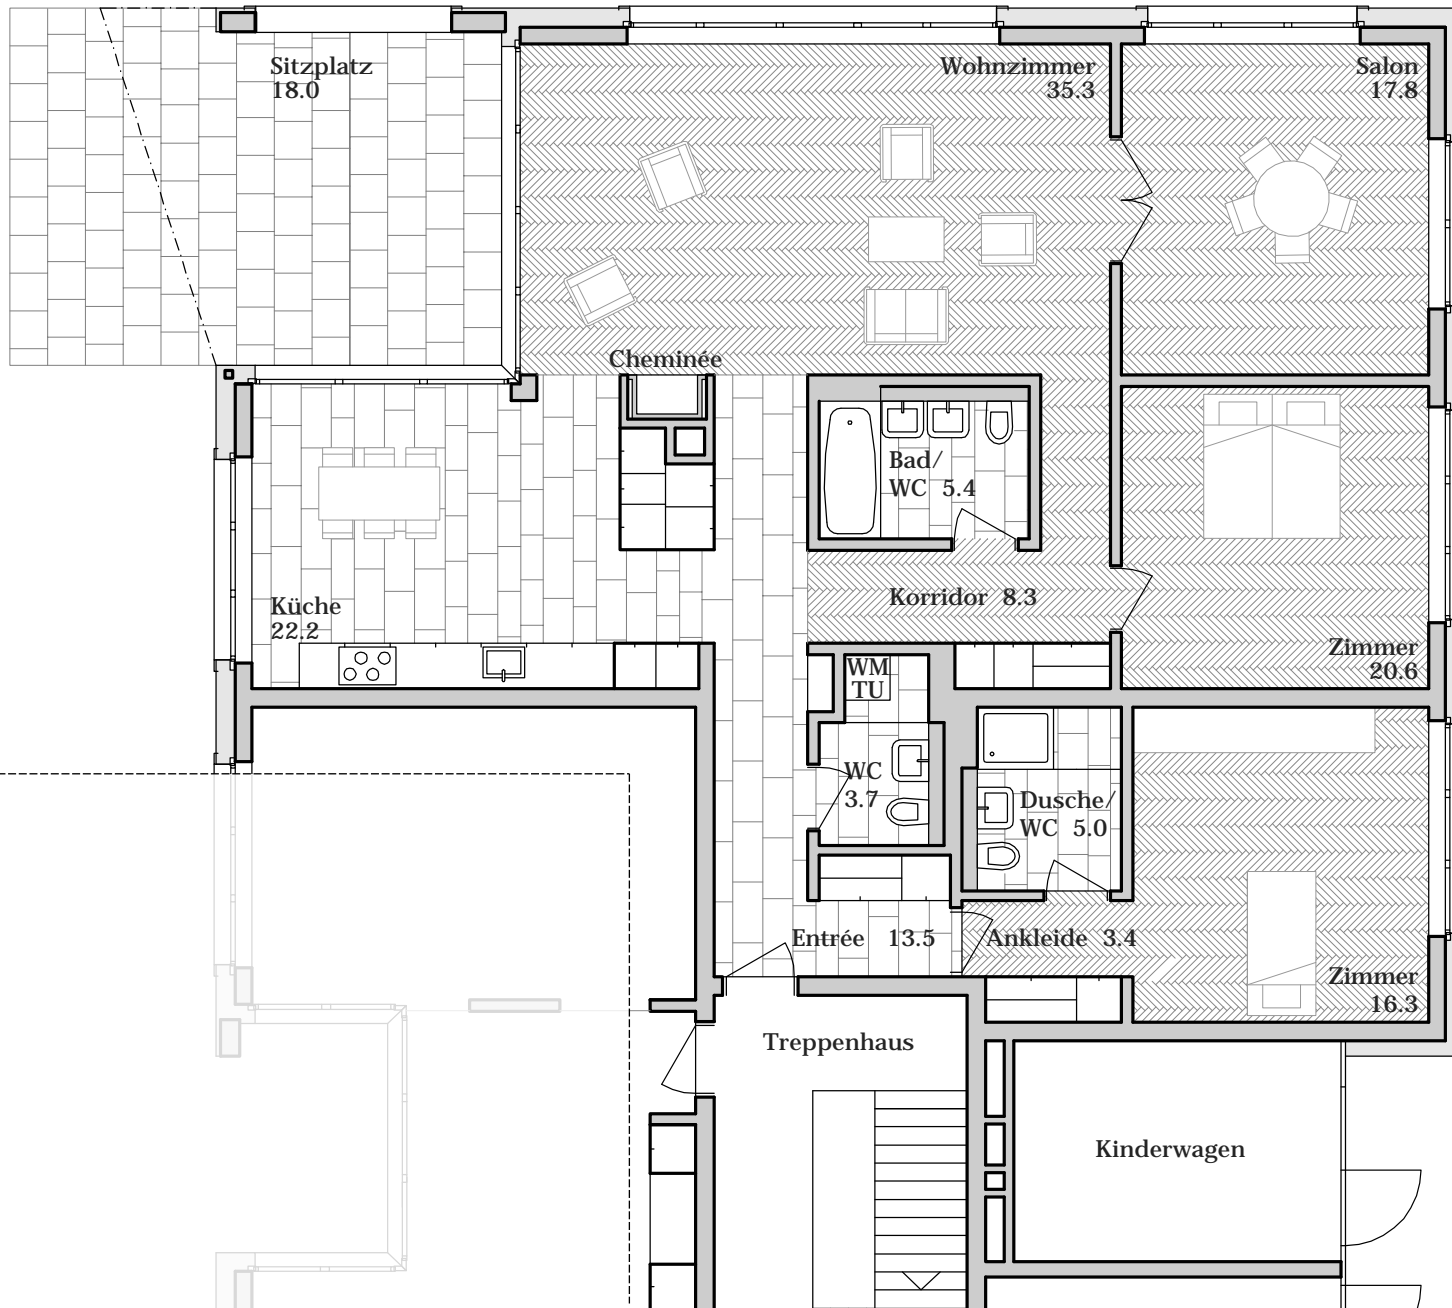 Sitzplatz
18.0
Wohnzimmer
35.3
Salon
17.8
Cheminée
Bad/
WC 5.4
Küche
22.2
Korridor 8.3
Zimmer
20.6
WM
TU
WC
3.7
Dusche/
WC 5.0
Entrée 13.5
Ankleide 3.4
Zimmer
16.3
Treppenhaus
Kinderwagen